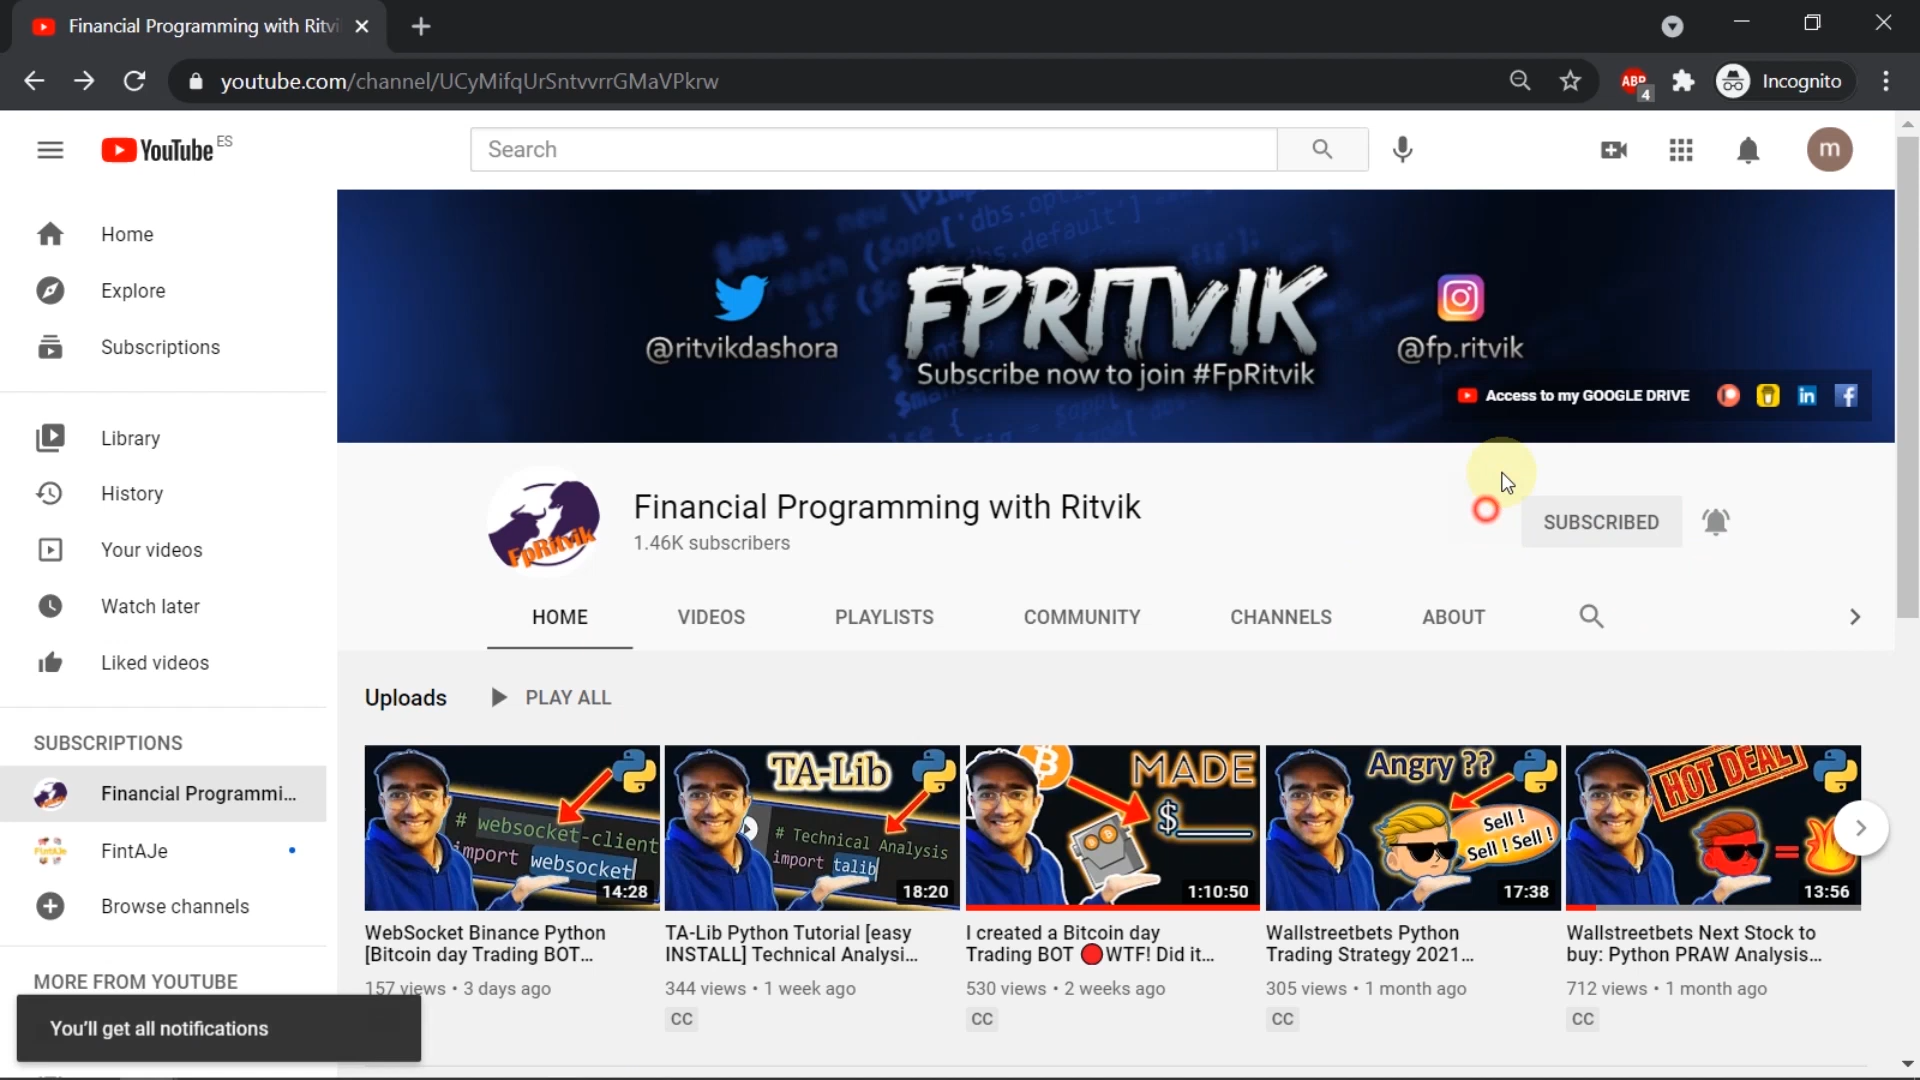 Financial Programming with Ritvi
youtube.com/channel/UCyMifqUrSntvvrrGMaVPkrw
ABP
4
Incognito
YouTube ES
Search
m
Home
Explore
Subscriptions
Library
History
Your videos
Watch later
Liked videos
SUBSCRIPTIONS
Financial Programmi...
FintAJe
Browse channels
MORE FROM YOUTUBE
You'll get all notifications
FPRITVIK
@ritvikdashora
@fp.ritvik
Subscribe now to join #FpRitvik
Access to my GOOGLE DRIVE
FpRitvik
Financial Programming with Ritvik
1.46K subscribers
SUBSCRIBED
HOME VIDEOS PLAYLISTS COMMUNITY CHANNELS ABOUT
Uploads PLAY ALL
# websocket-client
import websocket
14:28
WebSocket Binance Python
[Bitcoin day Trading BOT...
157 views • 3 days ago
TA-Lib
# Technical Analysis
import talib
18:20
TA-Lib Python Tutorial [easy
INSTALL] Technical Analysi...
344 views • 1 week ago
CC
MADE
$____
1:10:50
I created a Bitcoin day
Trading BOT 🔴WTF! Did it...
530 views • 2 weeks ago
CC
Angry ??
Sell !
Sell ! Sell !
17:38
Wallstreetbets Python
Trading Strategy 2021...
305 views • 1 month ago
CC
HOT DEAL
=
13:56
Wallstreetbets Next Stock to
buy: Python PRAW Analysis...
712 views • 1 month ago
CC